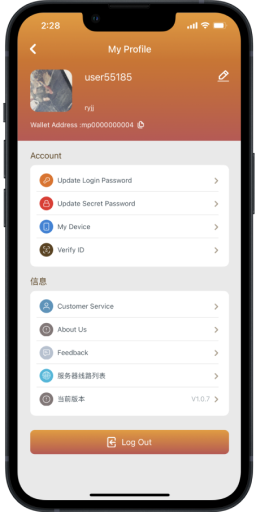 2:28
My Profile
user55185
ryjj
Wallet Address :mp0000000004
Account
Update Login Password
Update Secret Password
My Device
Verify ID
信息
Customer Service
About Us
Feedback
服务器线路列表
当前版本 V1.0.7
Log Out